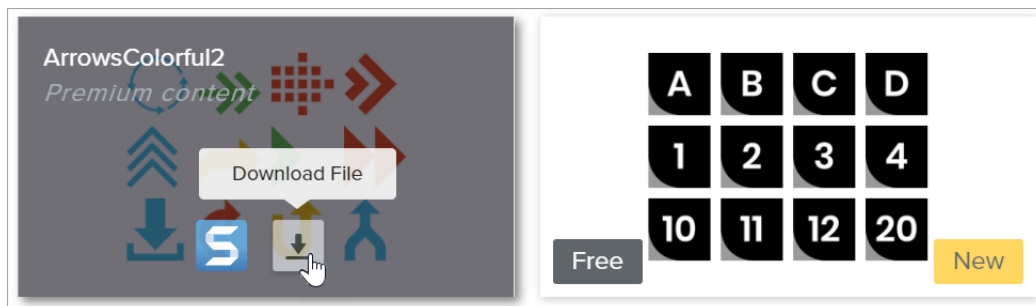 ArrowsColorful2
Premium content
Download File
S
A B C D
1 2 3 4
10 11 12 20
Free
New